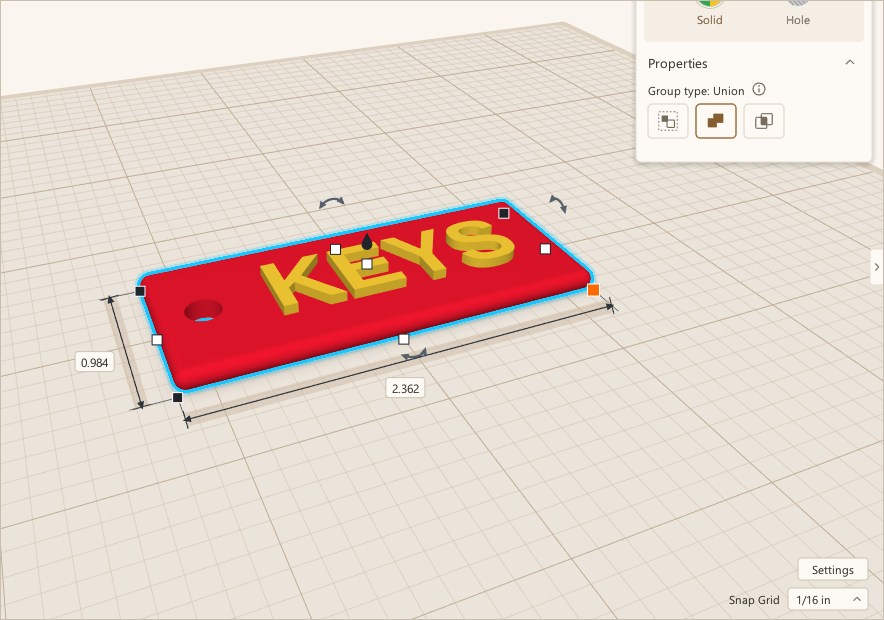 Solid
Hole
Properties
Group type: Union
KEYS
0.984
2.362
Settings
Snap Grid
1/16 in